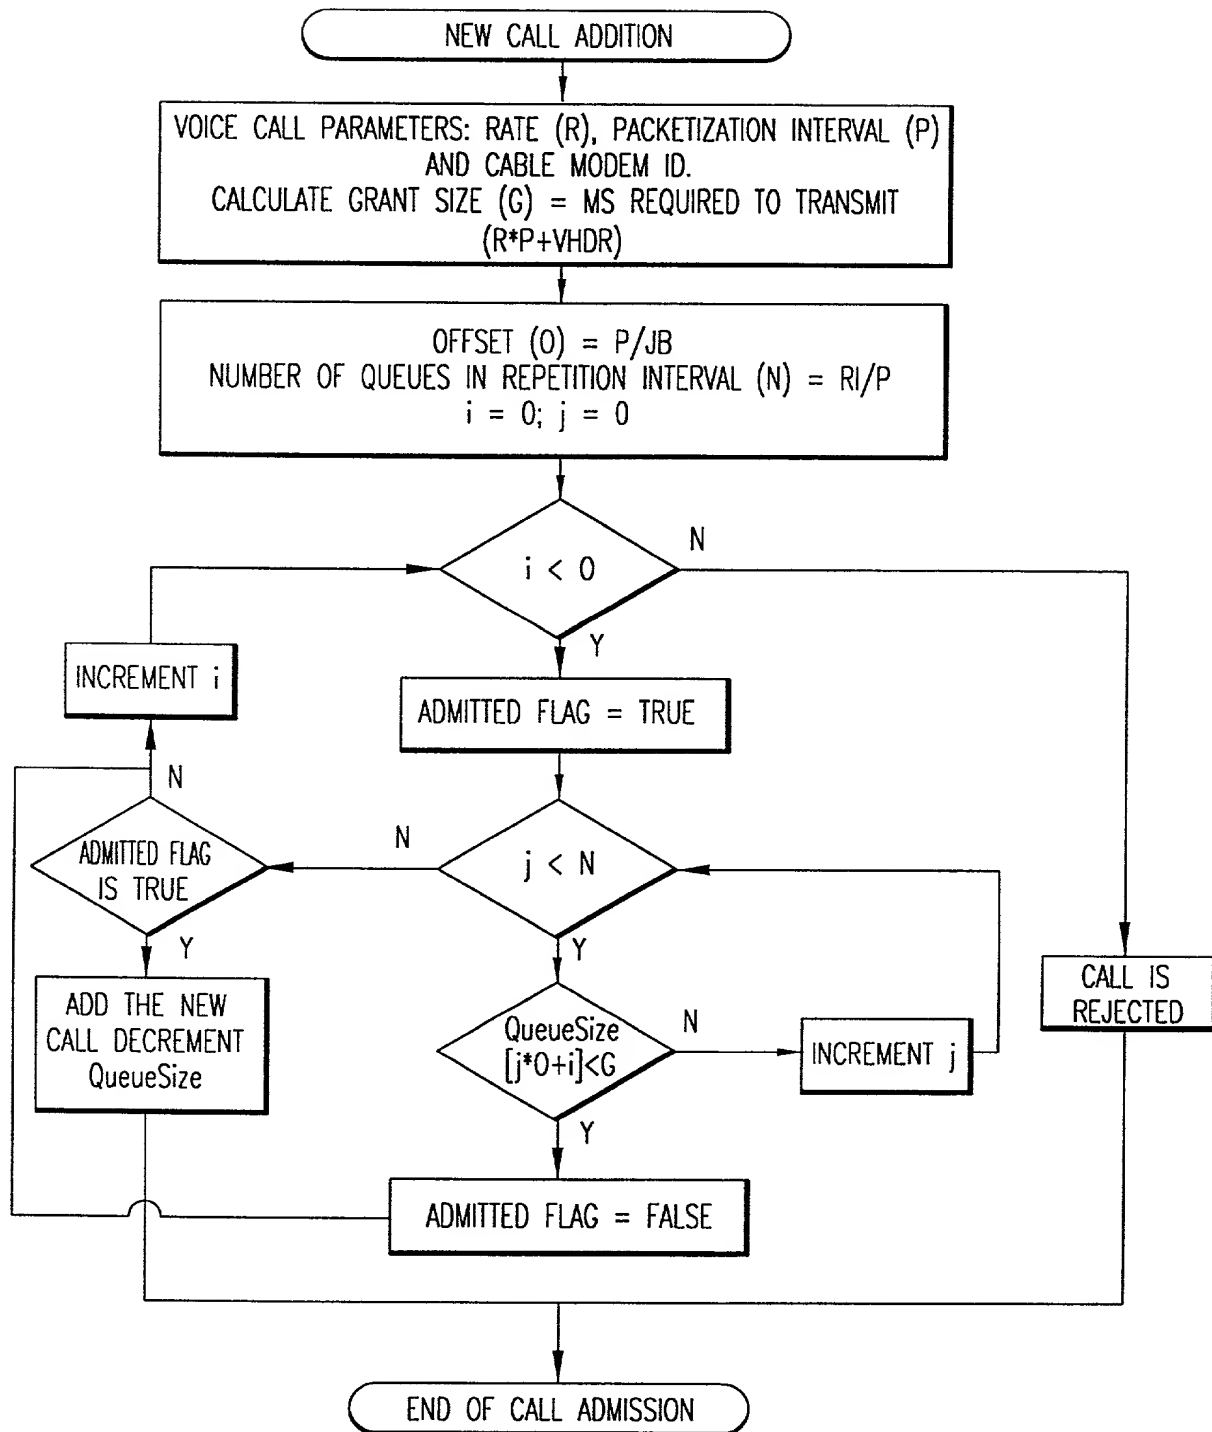 NEW CALL ADDITION
VOICE CALL PARAMETERS: RATE (R), PACKETIZATION INTERVAL (P)
AND CABLE MODEM ID.
CALCULATE GRANT SIZE (G) = MS REQUIRED TO TRANSMIT
(R*P+VHDR)
OFFSET (O) = P/JB
NUMBER OF QUEUES IN REPETITION INTERVAL (N) = RI/P
i = 0; j = 0
i < O
N
Y
INCREMENT i
ADMITTED FLAG = TRUE
N
ADMITTED FLAG
IS TRUE
N
j < N
Y
Y
ADD THE NEW
CALL DECREMENT
QueueSize
QueueSize
[j*O+i]<G
N
INCREMENT j
CALL IS
REJECTED
Y
ADMITTED FLAG = FALSE
END OF CALL ADMISSION